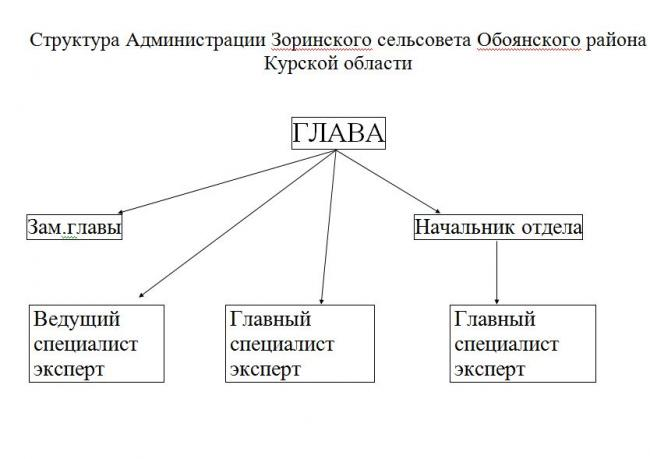 Структура Администрации Зоринского сельсовета Обоянского района
Курской области
ГЛАВА
Зам.главы
Начальник отдела
Ведущий
специалист
эксперт
Главный
специалист
эксперт
Главный
специалист
эксперт